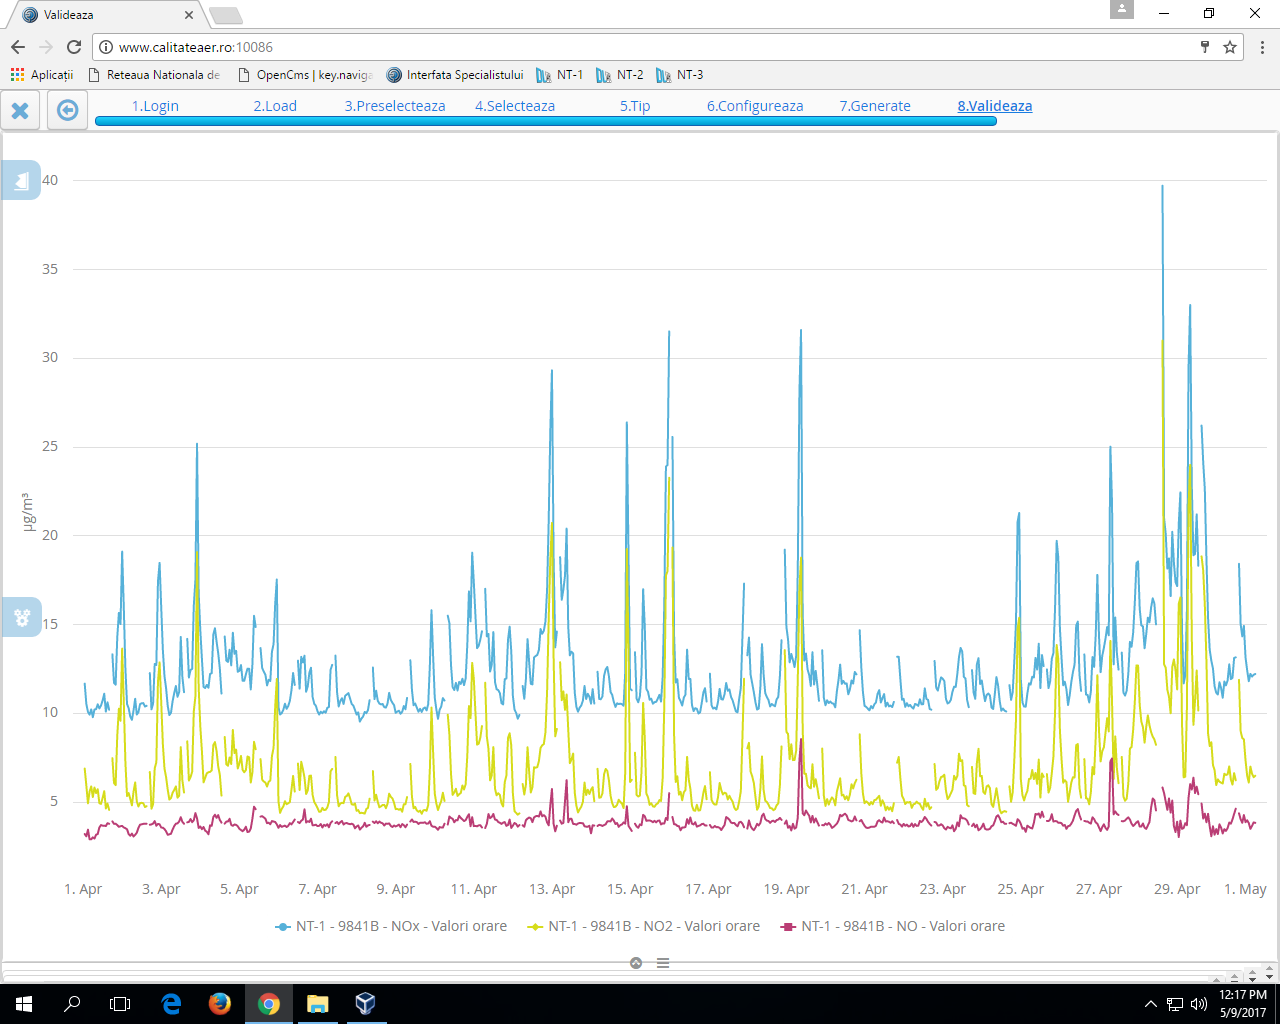 Valideaza
www.calitateaer.ro:10086
Aplicații
Reteaua Nationala de
OpenCms | key.naviga
Interfata Specialistului
NT-1
NT-2
NT-3
1.Login
2.Load
3.Preselecteaza
4.Selecteaza
5.Tip
6.Configureaza
7.Generate
8.Valideaza
40
35
30
25
20
15
10
5
µg/m³
1. Apr
3. Apr
5. Apr
7. Apr
9. Apr
11. Apr
13. Apr
15. Apr
17. Apr
19. Apr
21. Apr
23. Apr
25. Apr
27. Apr
29. Apr
1. May
NT-1 - 9841B - NOx - Valori orare
NT-1 - 9841B - NO2 - Valori orare
NT-1 - 9841B - NO - Valori orare
12:17 PM
5/9/2017